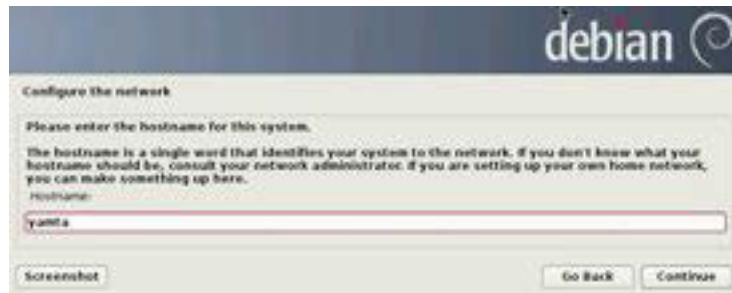 debian
Configure the network
Please enter the hostname for this system.
The hostname is a single word that identifies your system to the network. If you don't know what your
hostname should be, consult your network administrator. If you are setting up your own home network,
you can make something up here.
Hostname:
yamta
Screenshot
Go Back
Continue